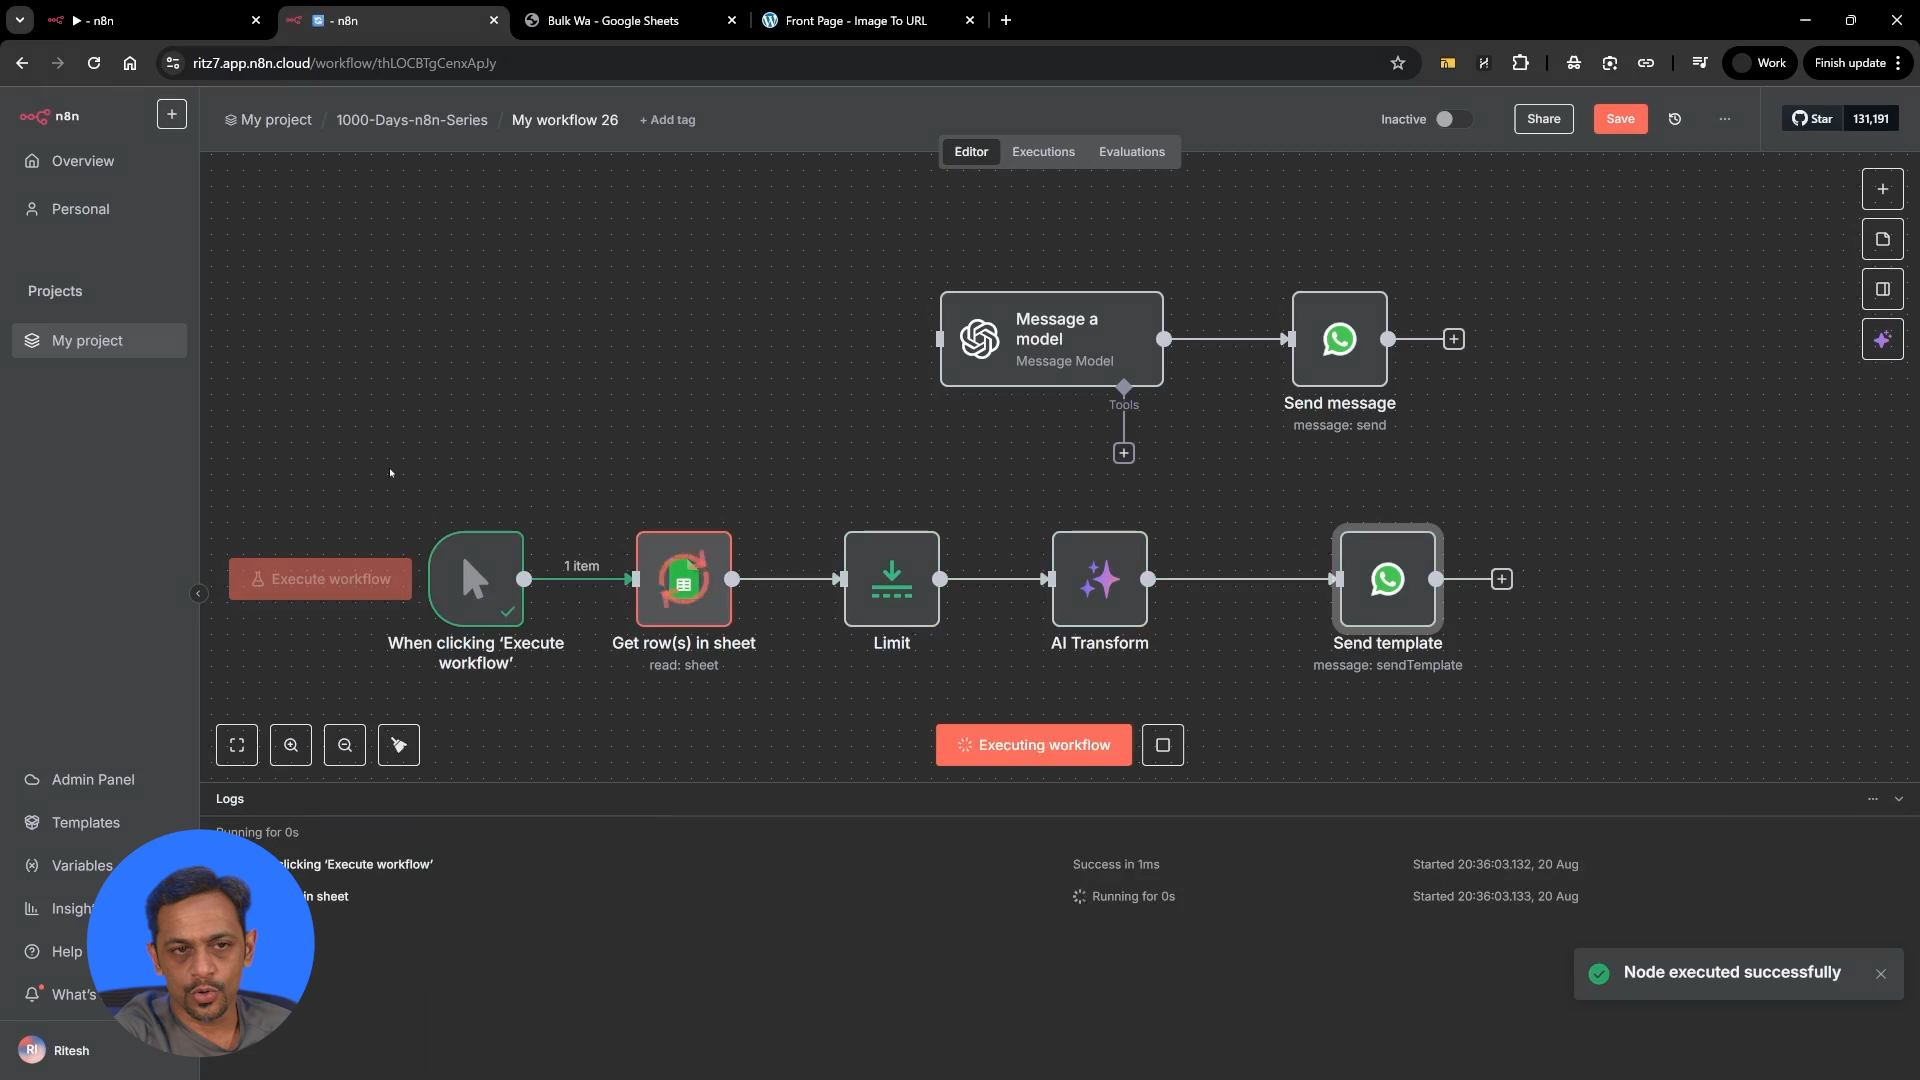 - n8n
- n8n
Bulk Wa - Google Sheets
Front Page - Image To URL
ritz7.app.n8n.cloud/workflow/thLOCBTgCenxApJy
Work
Finish update
n8n
My project / 1000-Days-n8n-Series / My workflow 26 + Add tag
Inactive
Share
Save
Star 131,191
Editor
Executions
Evaluations
Overview
Personal
Projects
My project
Message a
model
Message Model
Tools
Send message
message: send
Execute workflow
1 item
When clicking ‘Execute
workflow’
Get row(s) in sheet
read: sheet
Limit
AI Transform
Send template
message: sendTemplate
Executing workflow
Admin Panel
Templates
Variables
Insigh
Help
What's
RI Ritesh
Logs
Running for 0s
clicking ‘Execute workflow’ Success in 1ms Started 20:36:03.132, 20 Aug
in sheet Running for 0s Started 20:36:03.133, 20 Aug
Node executed successfully